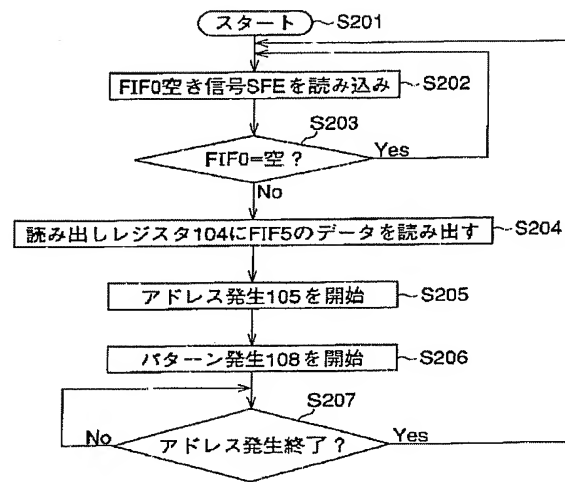 スタート S201
FIFO空き信号SFEを読み込み S202
S203
FIFO=空？ Yes
No
読み出しレジスタ104にFIF5のデータを読み出す S204
アドレス発生105を開始 S205
パターン発生108を開始 S206
S207
No アドレス発生終了？ Yes